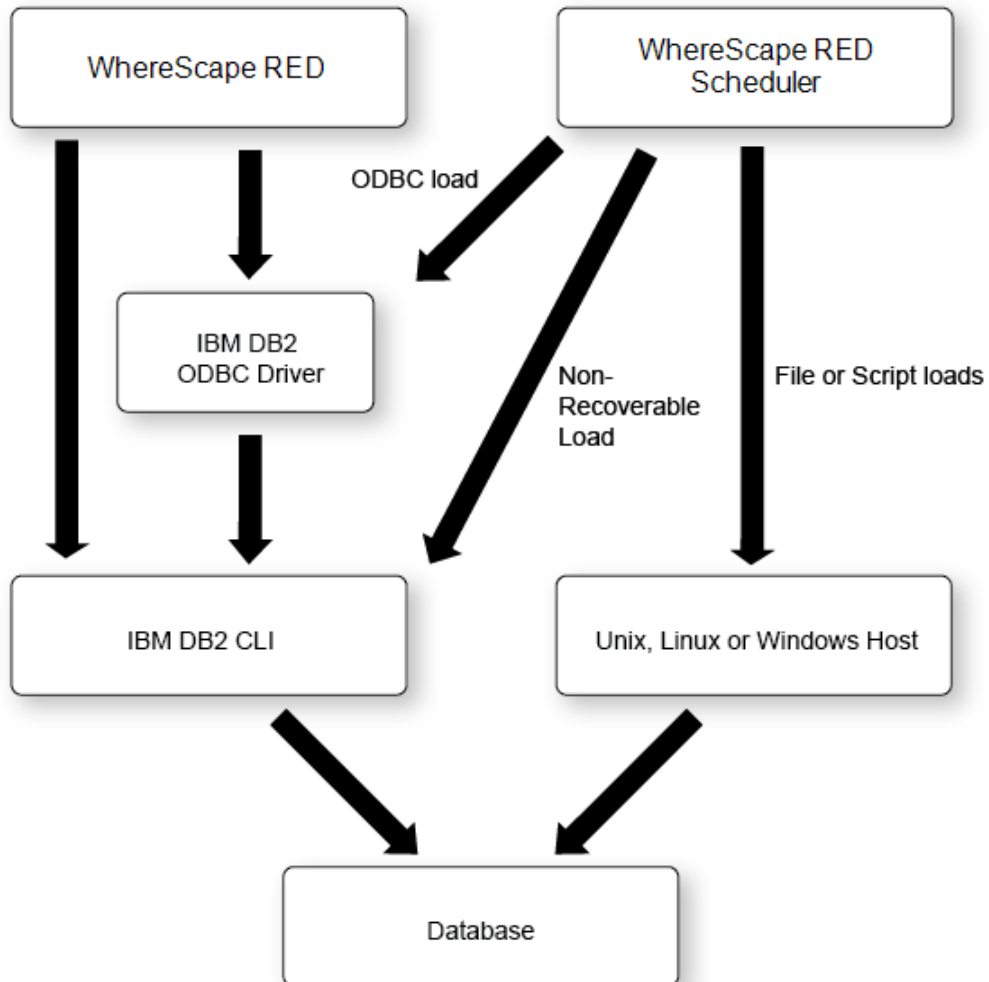 WhereScape RED
WhereScape RED
Scheduler
ODBC load
IBM DB2
ODBC Driver
Non-
Recoverable
Load
File or Script loads
IBM DB2 CLI
Unix, Linux or Windows Host
Database